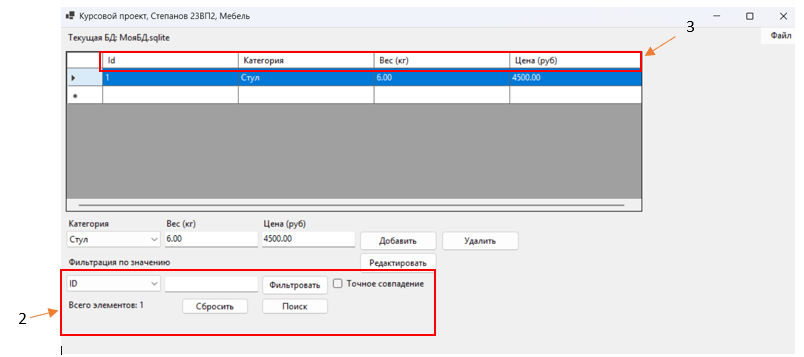 Курсовой проект, Степанов 23ВП2, Мебель
3
Текущая БД: МояБД.sqlite
Файл
Id Категория Вес (кг) Цена (руб)
1 Стул 6.00 4500.00
Категория Вес (кг) Цена (руб)
Стул 6.00 4500.00 Добавить Удалить
Фильтрация по значению Редактировать
ID Фильтровать Точное совпадение
Всего элементов: 1 Сбросить Поиск
2